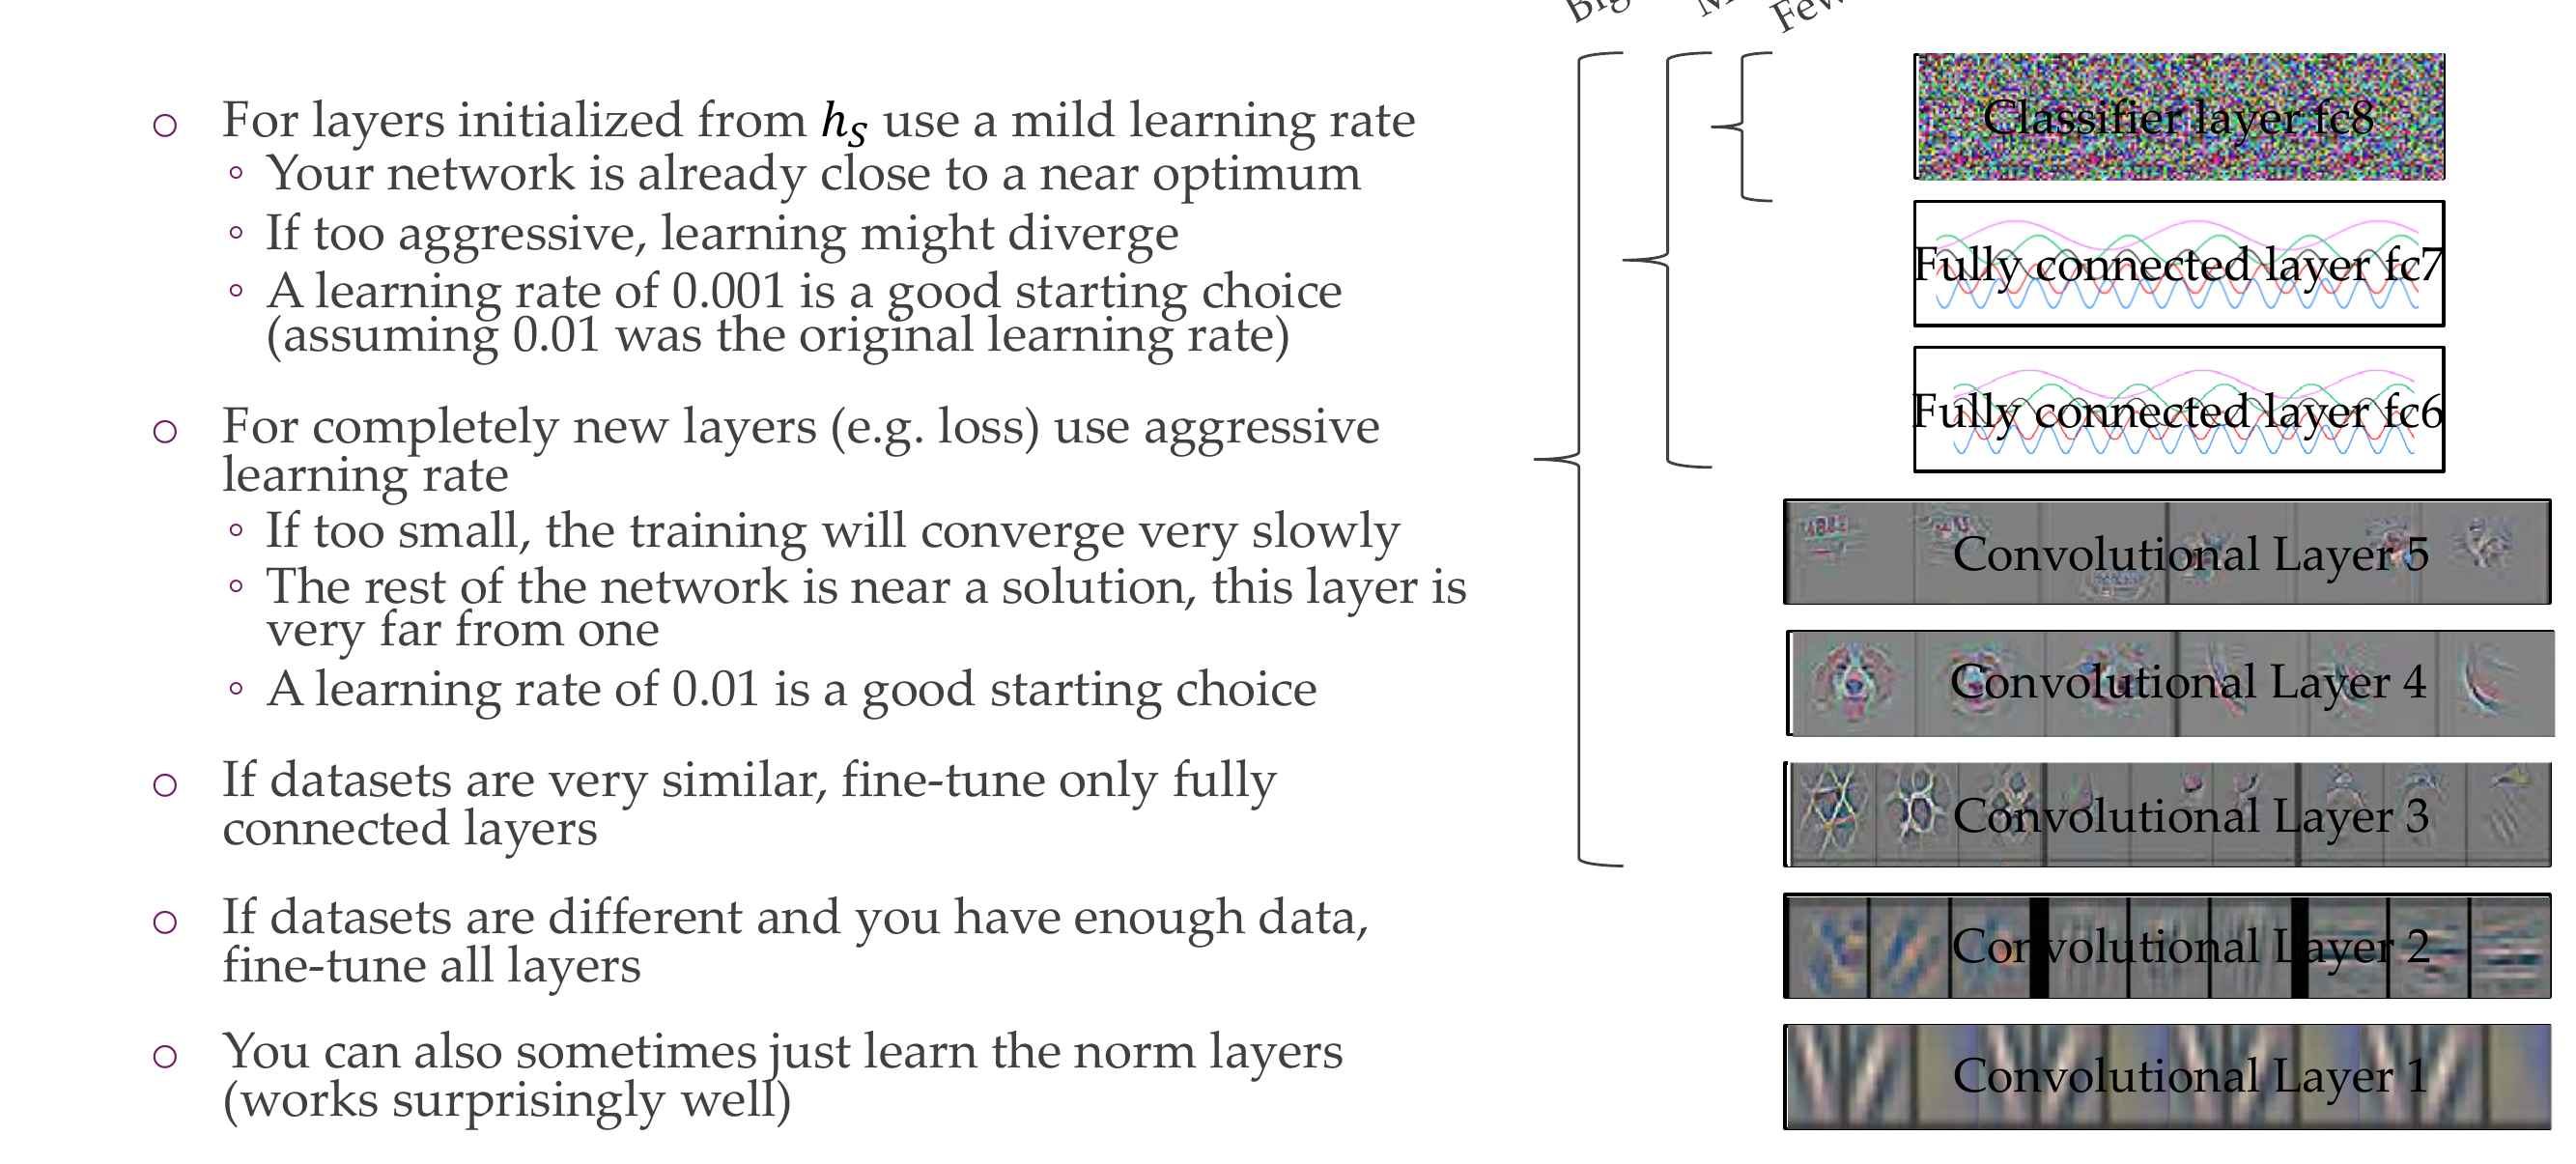 Big
Few
○ For layers initialized from h_S use a mild learning rate
◦ Your network is already close to a near optimum
◦ If too aggressive, learning might diverge
◦ A learning rate of 0.001 is a good starting choice
(assuming 0.01 was the original learning rate)
○ For completely new layers (e.g. loss) use aggressive
learning rate
◦ If too small, the training will converge very slowly
◦ The rest of the network is near a solution, this layer is
very far from one
◦ A learning rate of 0.01 is a good starting choice
○ If datasets are very similar, fine-tune only fully
connected layers
○ If datasets are different and you have enough data,
fine-tune all layers
○ You can also sometimes just learn the norm layers
(works surprisingly well)
Classifier layer fc8
Fully connected layer fc7
Fully connected layer fc6
Convolutional Layer 5
Convolutional Layer 4
Convolutional Layer 3
Convolutional Layer 2
Convolutional Layer 1